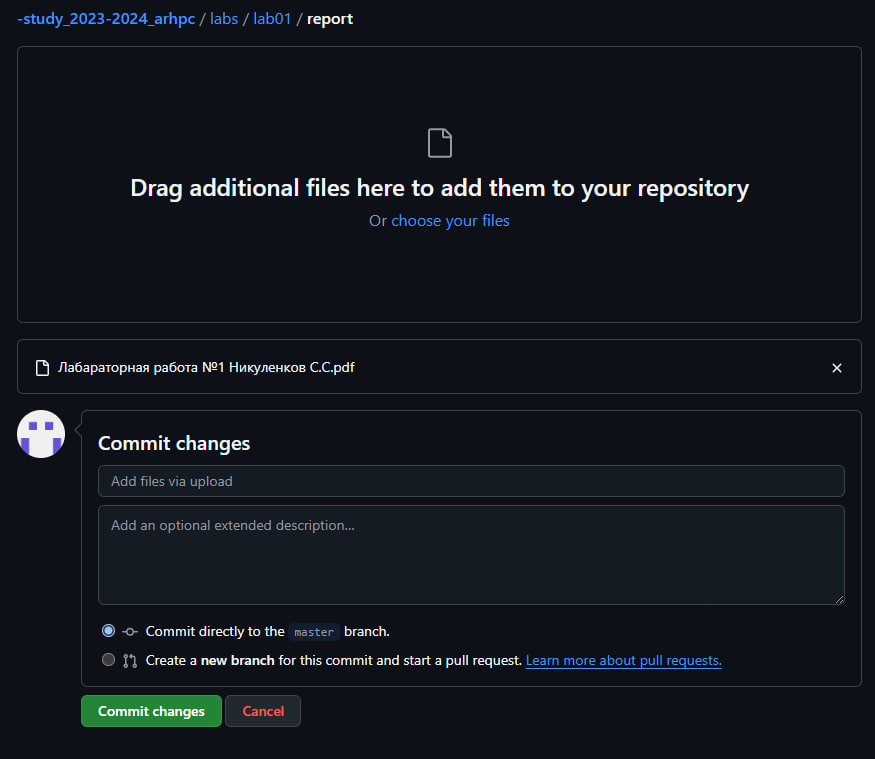 -study_2023-2024_arhpc / labs / lab01 / report
Drag additional files here to add them to your repository
Or choose your files
Лабараторная работа №1 Никуленков С.С.pdf
Commit changes
Add files via upload
Add an optional extended description...
Commit directly to the master branch.
Create a new branch for this commit and start a pull request. Learn more about pull requests.
Commit changes Cancel